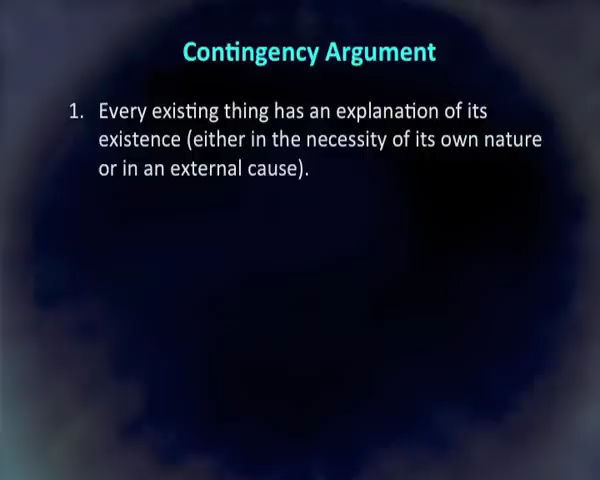 Contingency Argument
1. Every existing thing has an explanation of its
existence (either in the necessity of its own nature
or in an external cause).